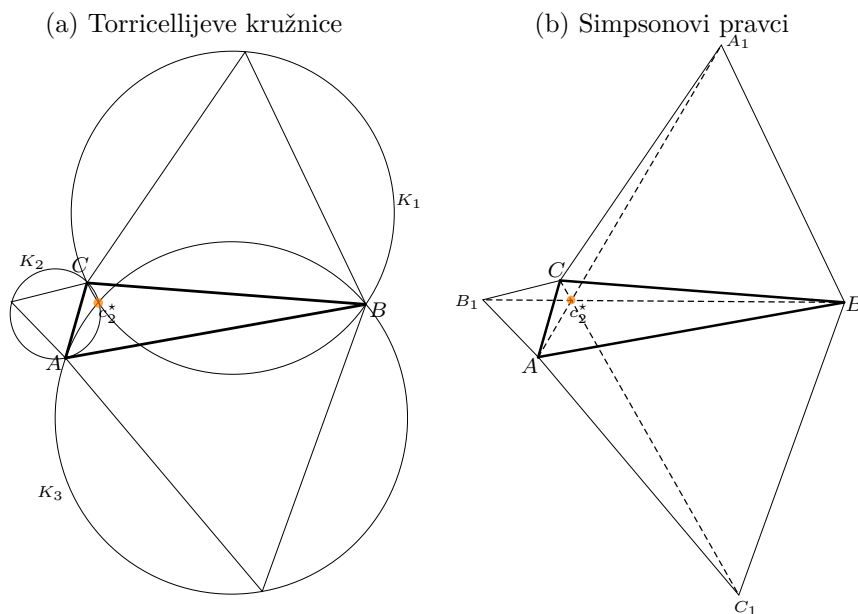 (a) Torricellijeve kružnice
K₁
K₂
C
c₂⋆
B
A
K₃
(b) Simpsonovi pravci
A₁
C
B₁
c₂⋆
B
A
C₁